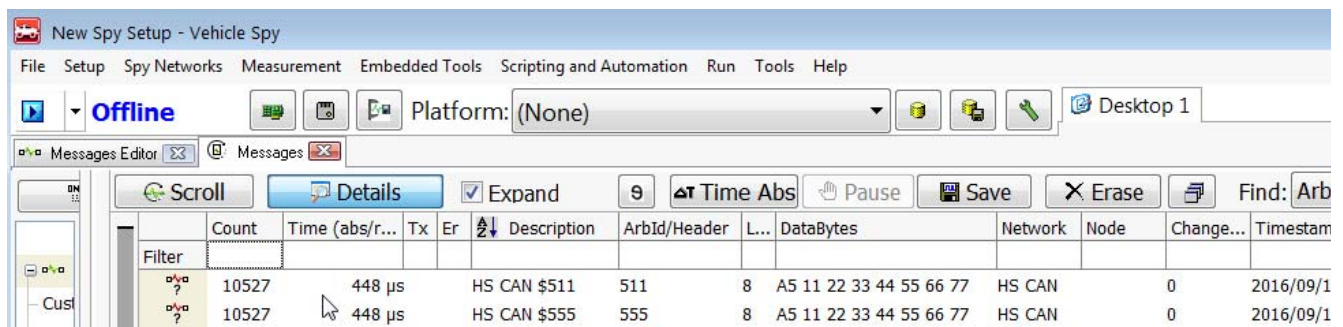 New Spy Setup - Vehicle Spy
File Setup Spy Networks Measurement Embedded Tools Scripting and Automation Run Tools Help
Offline Platform: (None) Desktop 1
Messages Editor Messages
Scroll Details Expand ΔT Time Abs Pause Save Erase Find: Arb
Count Time (abs/r... Tx Er Description ArbId/Header L... DataBytes Network Node Change... Timestam
Filter
? 10527 448 µs HS CAN $511 511 8 A5 11 22 33 44 55 66 77 HS CAN 0 2016/09/1
Cust ? 10527 448 µs HS CAN $555 555 8 A5 11 22 33 44 55 66 77 HS CAN 0 2016/09/1